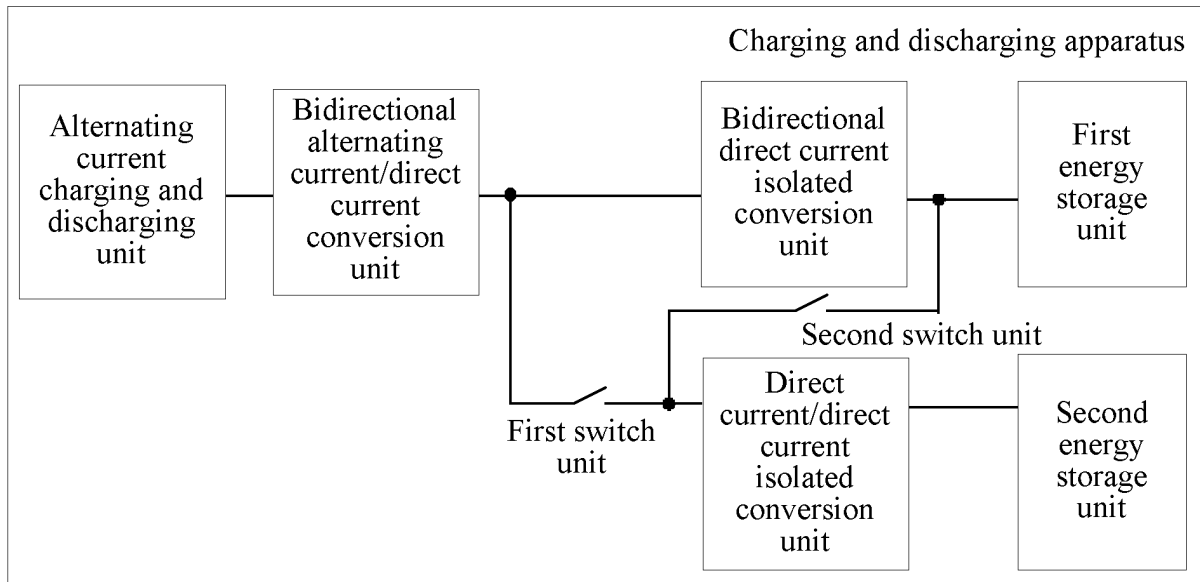 Charging and discharging apparatus
Alternating
current
charging and
discharging
unit
Bidirectional
alternating
current/direct
current
conversion
unit
Bidirectional
direct current
isolated
conversion
unit
First
energy
storage
unit
Second switch unit
First switch
unit
Direct
current/direct
current
isolated
conversion
unit
Second
energy
storage
unit